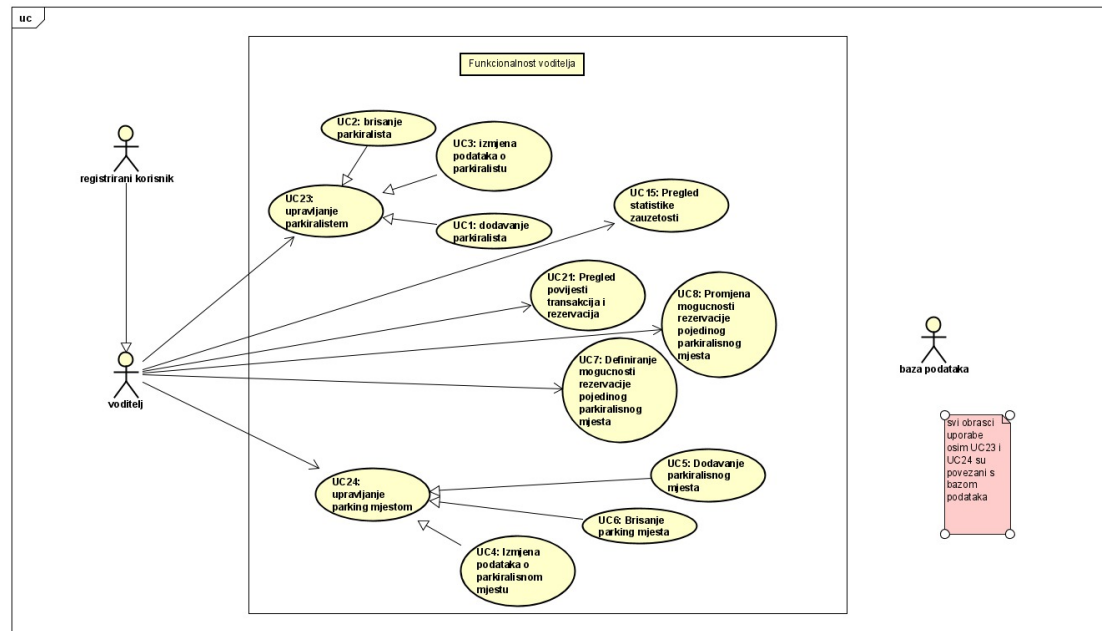 uc
Funkcionalnost voditelja
UC2: brisanje
parkiralista
UC3: izmjena
podataka o
parkiralistu
registrirani korisnik
UC23:
upravljanje
parkiralistem
UC15: Pregled
statistike
zauzetosti
UC1: dodavanje
parkiralista
UC21: Pregled
povijesti
transakcija i
rezervacija
UC8: Promjena
mogucnosti
rezervacije
pojedinog
parkiralisnog
mjesta
baza podataka
voditelj
UC7: Definiranje
mogucnosti
rezervacije
pojedinog
parkiralisnog
mjesta
svi obrasci
uporabe
osim UC23 i
UC24 su
povezani s
bazom
podataka
UC24:
upravljanje
parking mjestom
UC5: Dodavanje
parkiralisnog
mjesta
UC6: Brisanje
parking mjesta
UC4: Izmjena
podataka o
parkiralisnom
mjestu